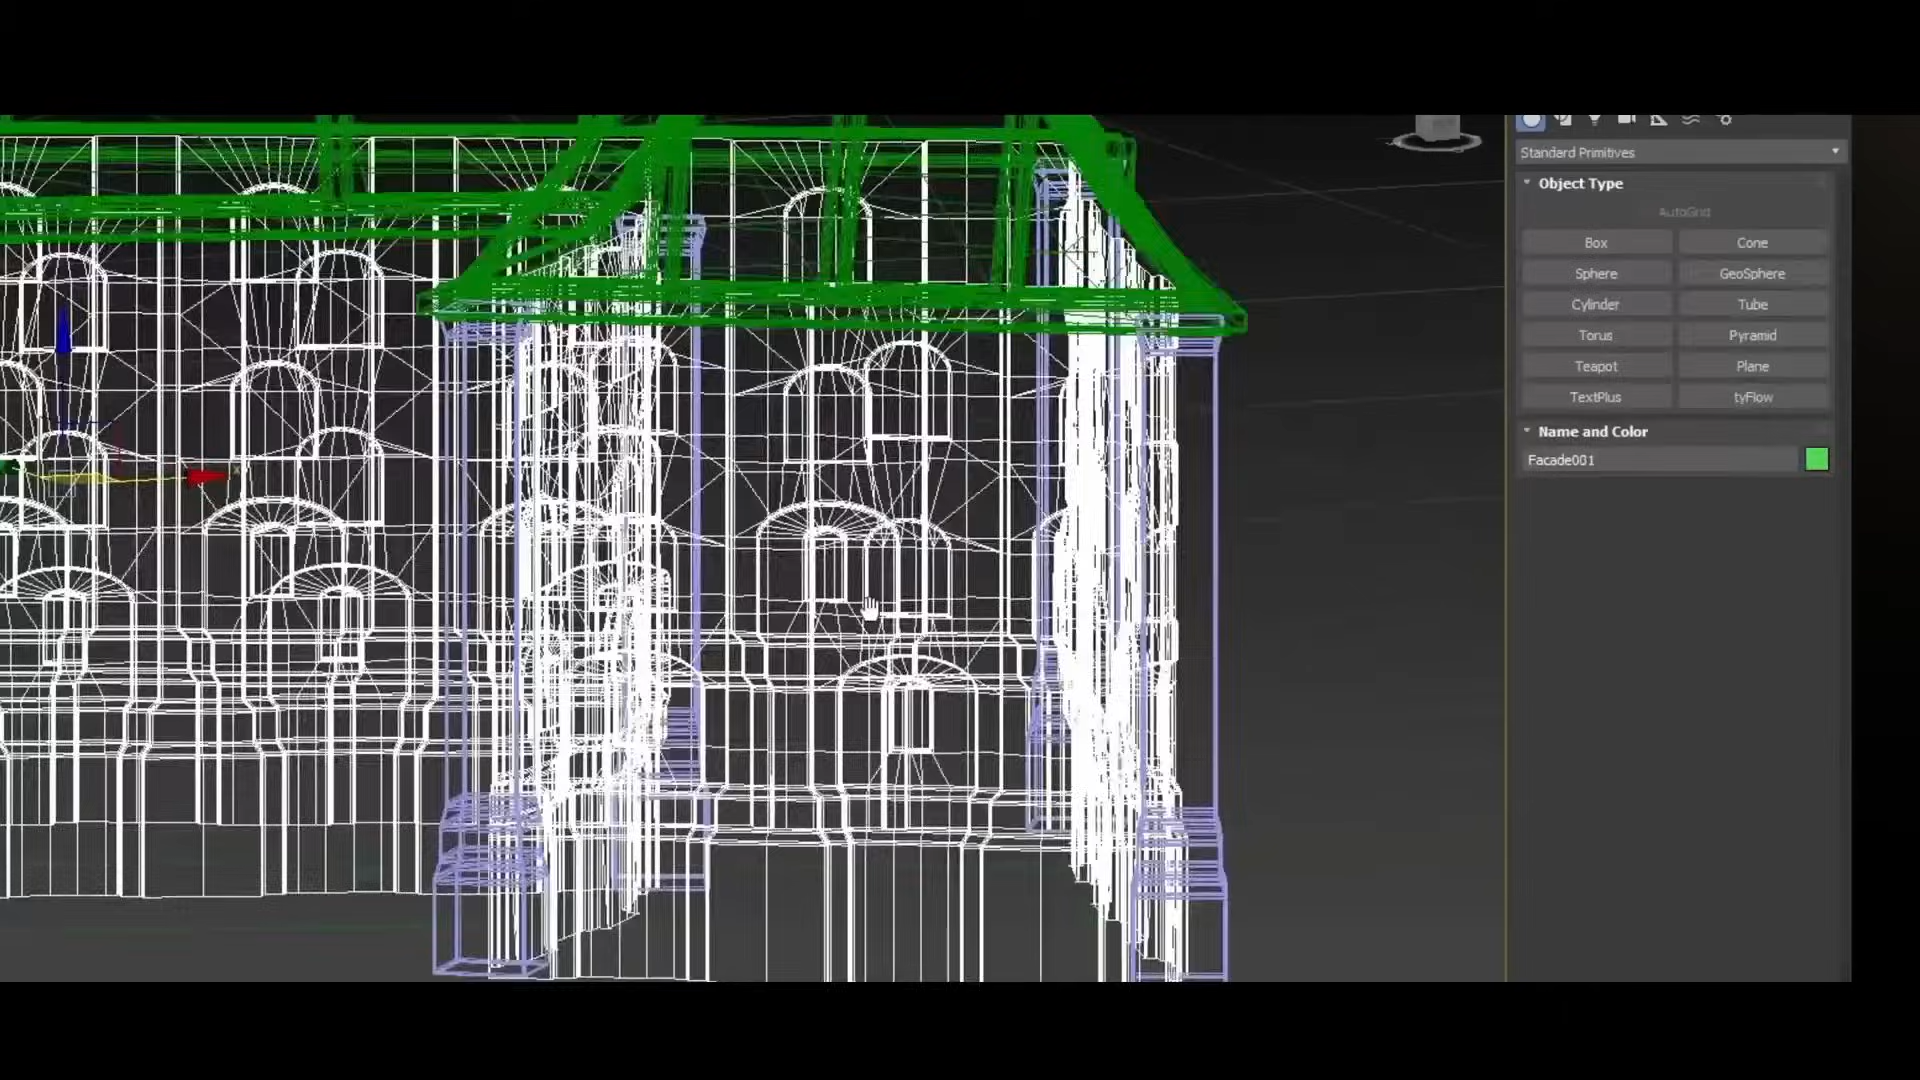 Standard Primitives
Object Type
AutoGrid
Box Cone
Sphere GeoSphere
Cylinder Tube
Torus Pyramid
Teapot Plane
TextPlus tyFlow
Name and Color
Facade001
x